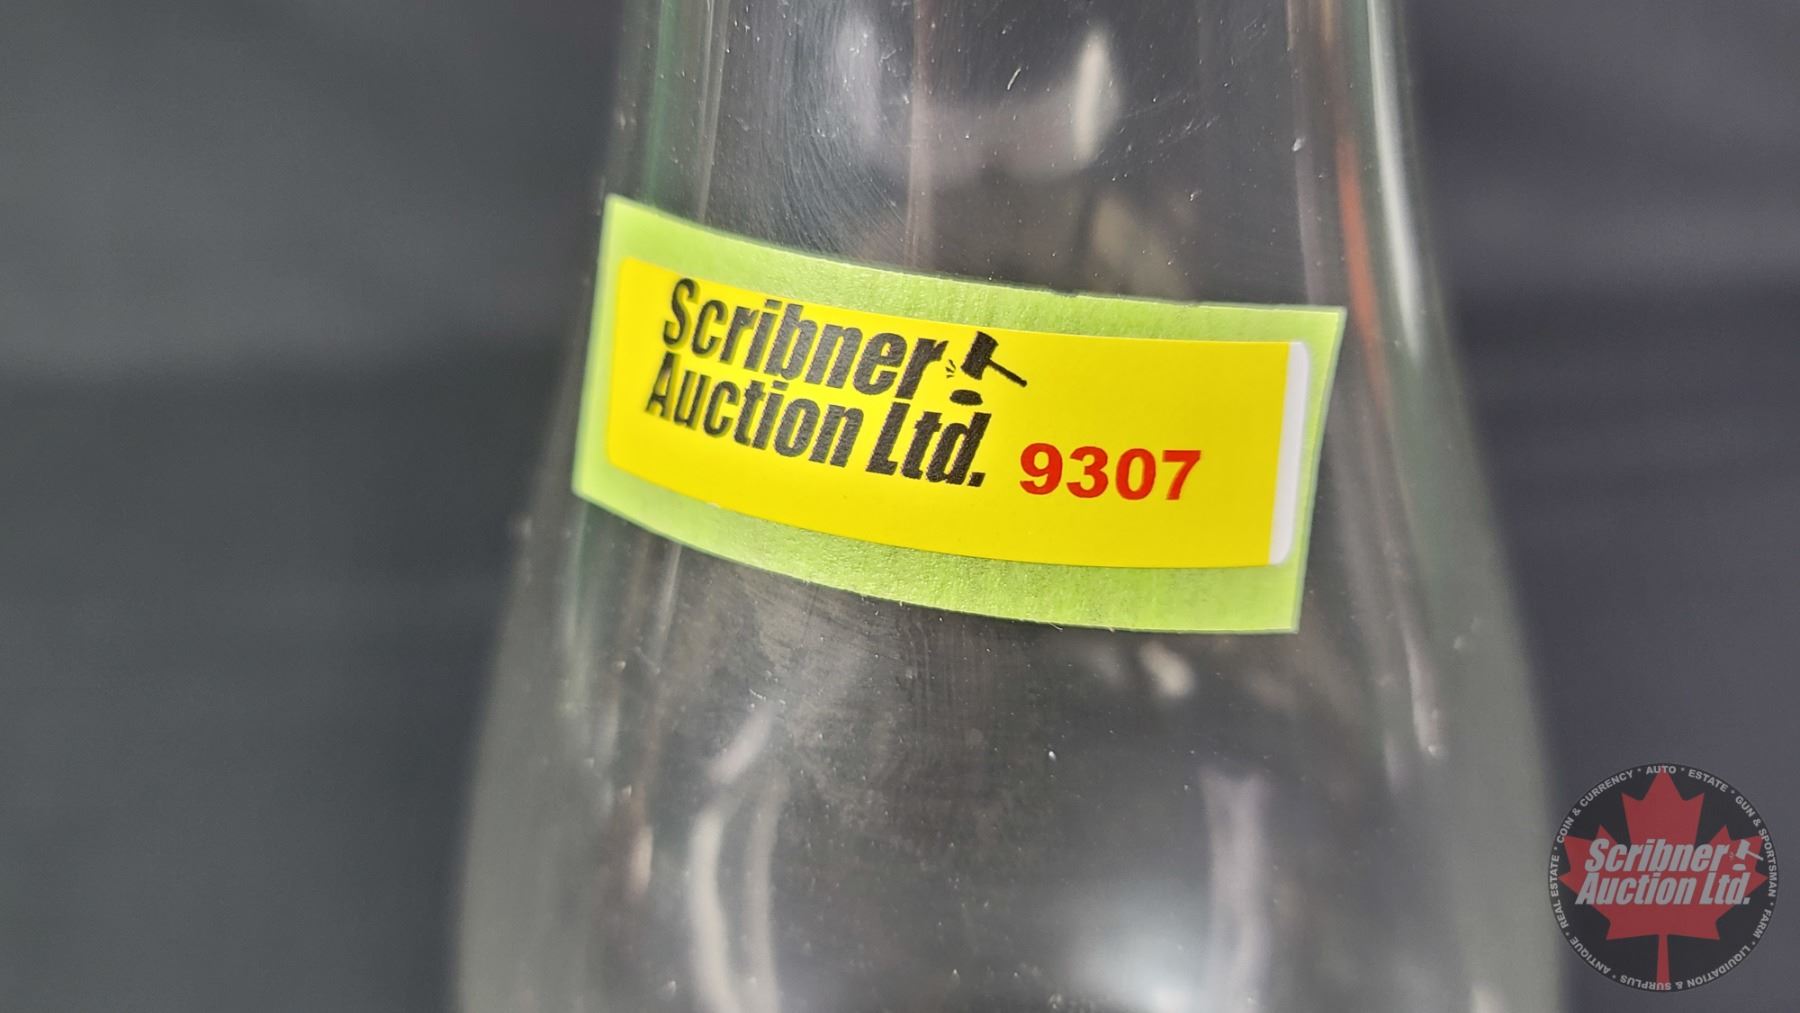 Scribner
Auction Ltd. 9307
COIN & CURRENCY * AUTO * ESTATE * GUN & SPORTSMAN * FARM * LIQUIDATION & SURPLUS * ANTIQUE * REAL ESTATE *
Scribner
Auction Ltd.